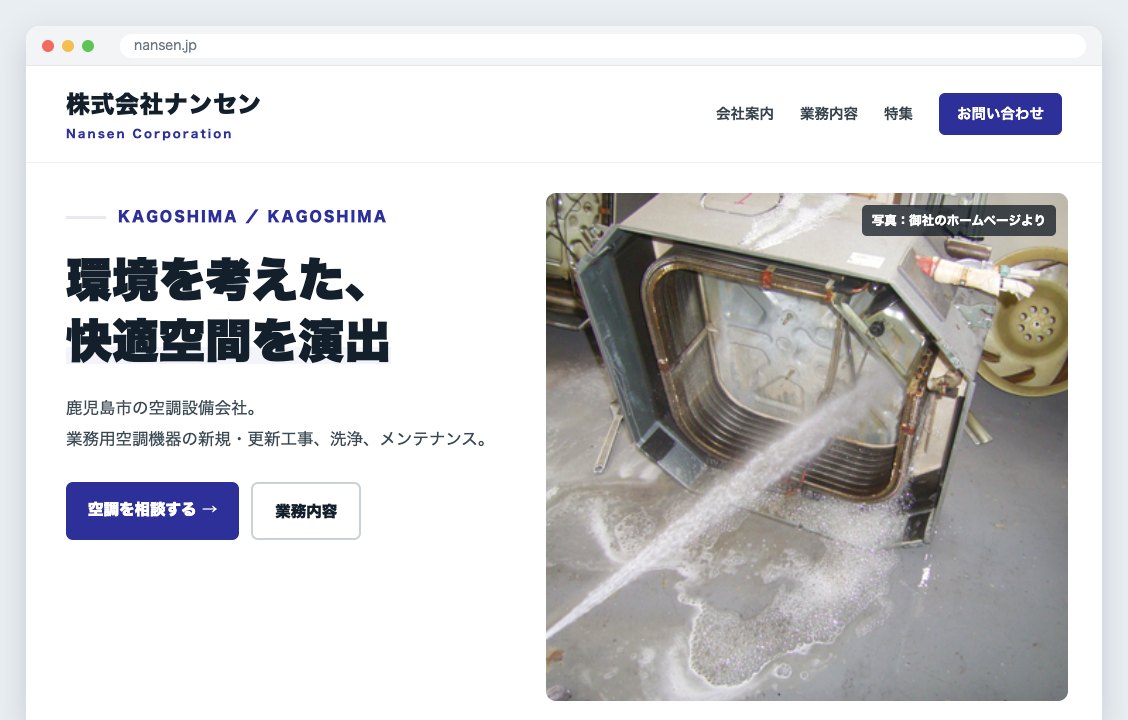 nansen.jp
株式会社ナンセン
Nansen Corporation
会社案内
業務内容
特集
お問い合わせ
KAGOSHIMA ／ KAGOSHIMA
環境を考えた、
快適空間を演出
鹿児島市の空調設備会社。
業務用空調機器の新規・更新工事、洗浄、メンテナンス。
空調を相談する →
業務内容
写真：御社のホームページより